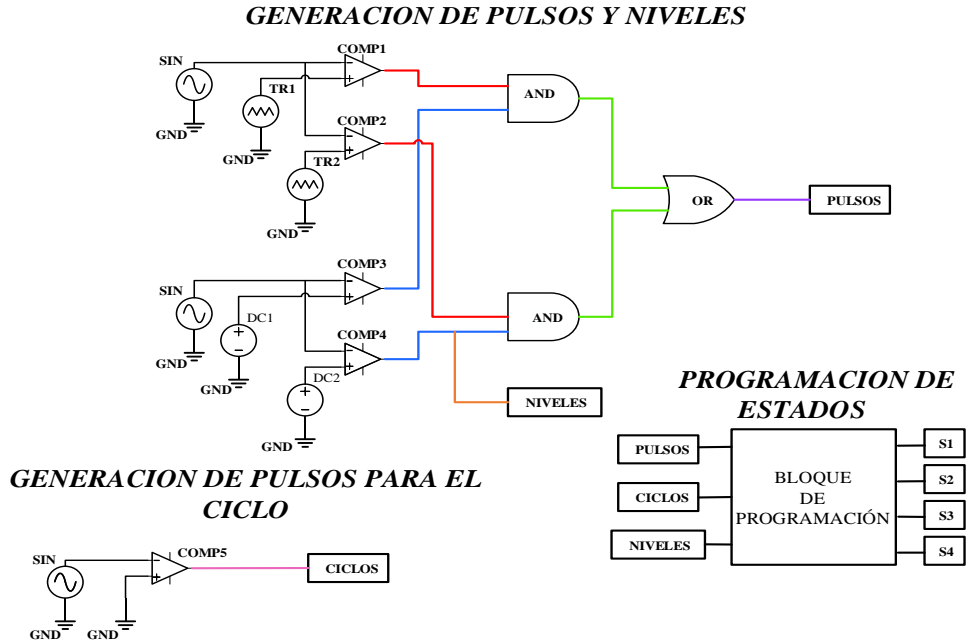 GENERACION DE PULSOS Y NIVELES
SIN
GND
TR1
GND
COMP1
COMP2
TR2
GND
AND
OR
PULSOS
SIN
GND
DC1
GND
COMP3
COMP4
DC2
GND
AND
NIVELES
GENERACION DE PULSOS PARA EL
CICLO
SIN
GND
GND
COMP5
CICLOS
PROGRAMACION DE
ESTADOS
PULSOS
CICLOS
NIVELES
BLOQUE
DE
PROGRAMACIÓN
S1
S2
S3
S4